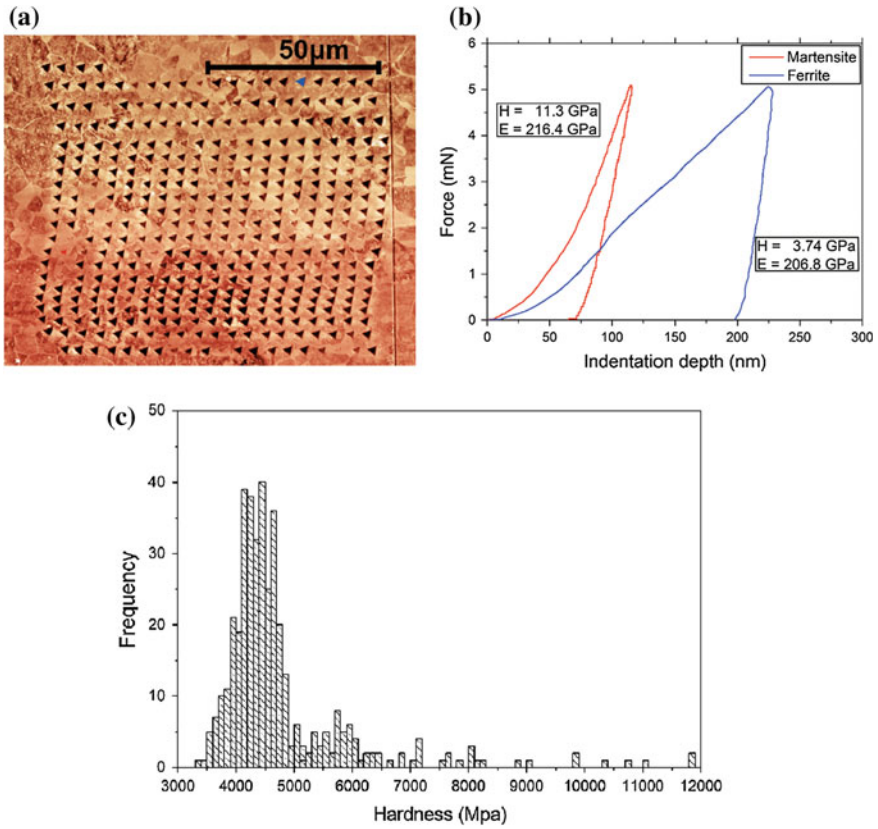 (a)
50μm
(b)
Force (mN)
6
5
4
3
2
1
0
Martensite
Ferrite
H = 11.3 GPa
E = 216.4 GPa
H = 3.74 GPa
E = 206.8 GPa
0 50 100 150 200 250 300
Indentation depth (nm)
(c)
Frequency
50
40
30
20
10
0
3000 4000 5000 6000 7000 8000 9000 10000 11000 12000
Hardness (Mpa)